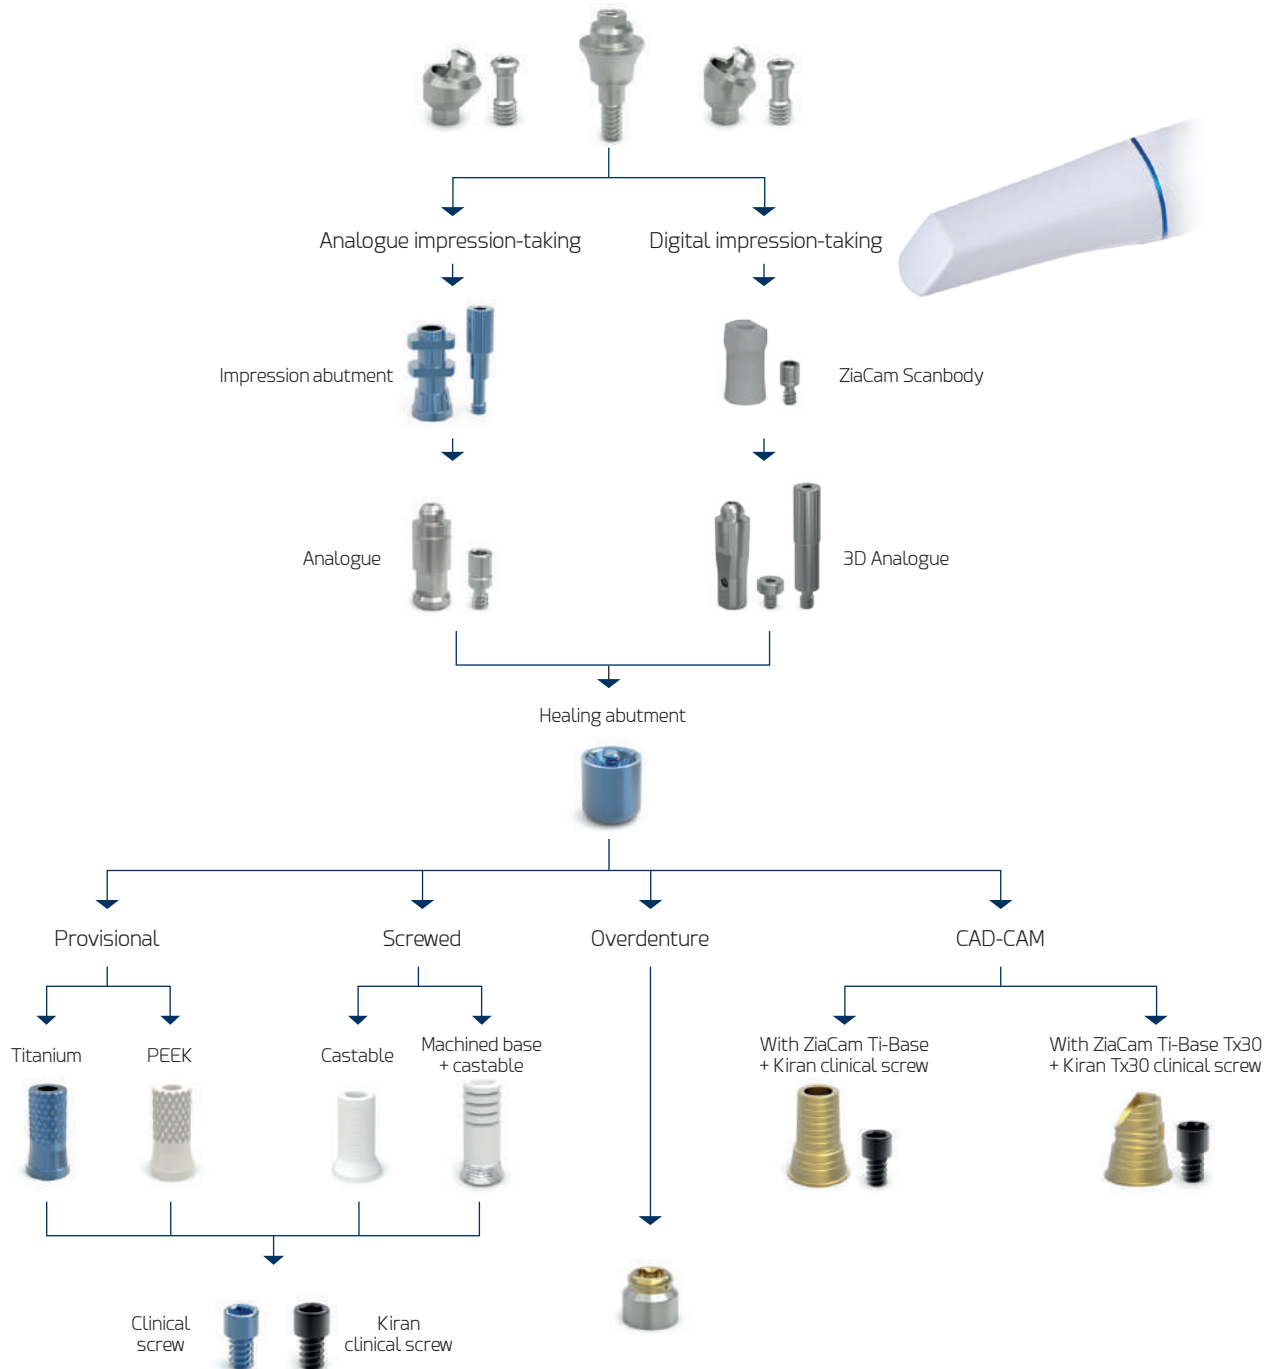 Analogue impression-taking
Digital impression-taking
Impression abutment
ZiaCam Scanbody
Analogue
3D Analogue
Healing abutment
Provisional
Screwed
Overdenture
CAD-CAM
Titanium
PEEK
Castable
Machined base
+ castable
With ZiaCam Ti-Base
+ Kiran clinical screw
With ZiaCam Ti-Base Tx30
+ Kiran Tx30 clinical screw
Clinical
screw
Kiran
clinical screw